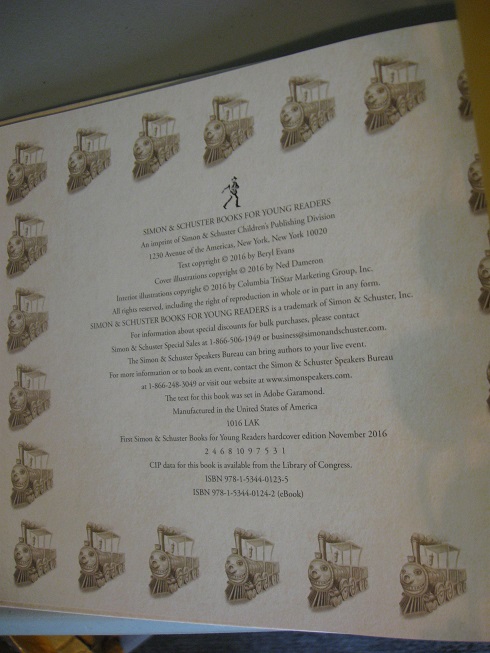 SIMON & SCHUSTER BOOKS FOR YOUNG READERS
An imprint of Simon & Schuster Children's Publishing Division
1230 Avenue of the Americas, New York, New York 10020
Text copyright © 2016 by Beryl Evans
Cover illustrations copyright © 2016 by Ned Dameron
Interior illustrations copyright © 2016 by Columbia TriStar Marketing Group, Inc.
All rights reserved, including the right of reproduction in whole or in part in any form.
SIMON & SCHUSTER BOOKS FOR YOUNG READERS is a trademark of Simon & Schuster, Inc.
For information about special discounts for bulk purchases, please contact
Simon & Schuster Special Sales at 1-866-506-1949 or business@simonandschuster.com.
The Simon & Schuster Speakers Bureau can bring authors to your live event.
For more information or to book an event, contact the Simon & Schuster Speakers Bureau
at 1-866-248-3049 or visit our website at www.simonspeakers.com.
The text for this book was set in Adobe Garamond.
Manufactured in the United States of America
1016 LAK
First Simon & Schuster Books for Young Readers hardcover edition November 2016
2 4 6 8 10 9 7 5 3 1
CIP data for this book is available from the Library of Congress.
ISBN 978-1-5344-0123-5
ISBN 978-1-5344-0124-2 (eBook)